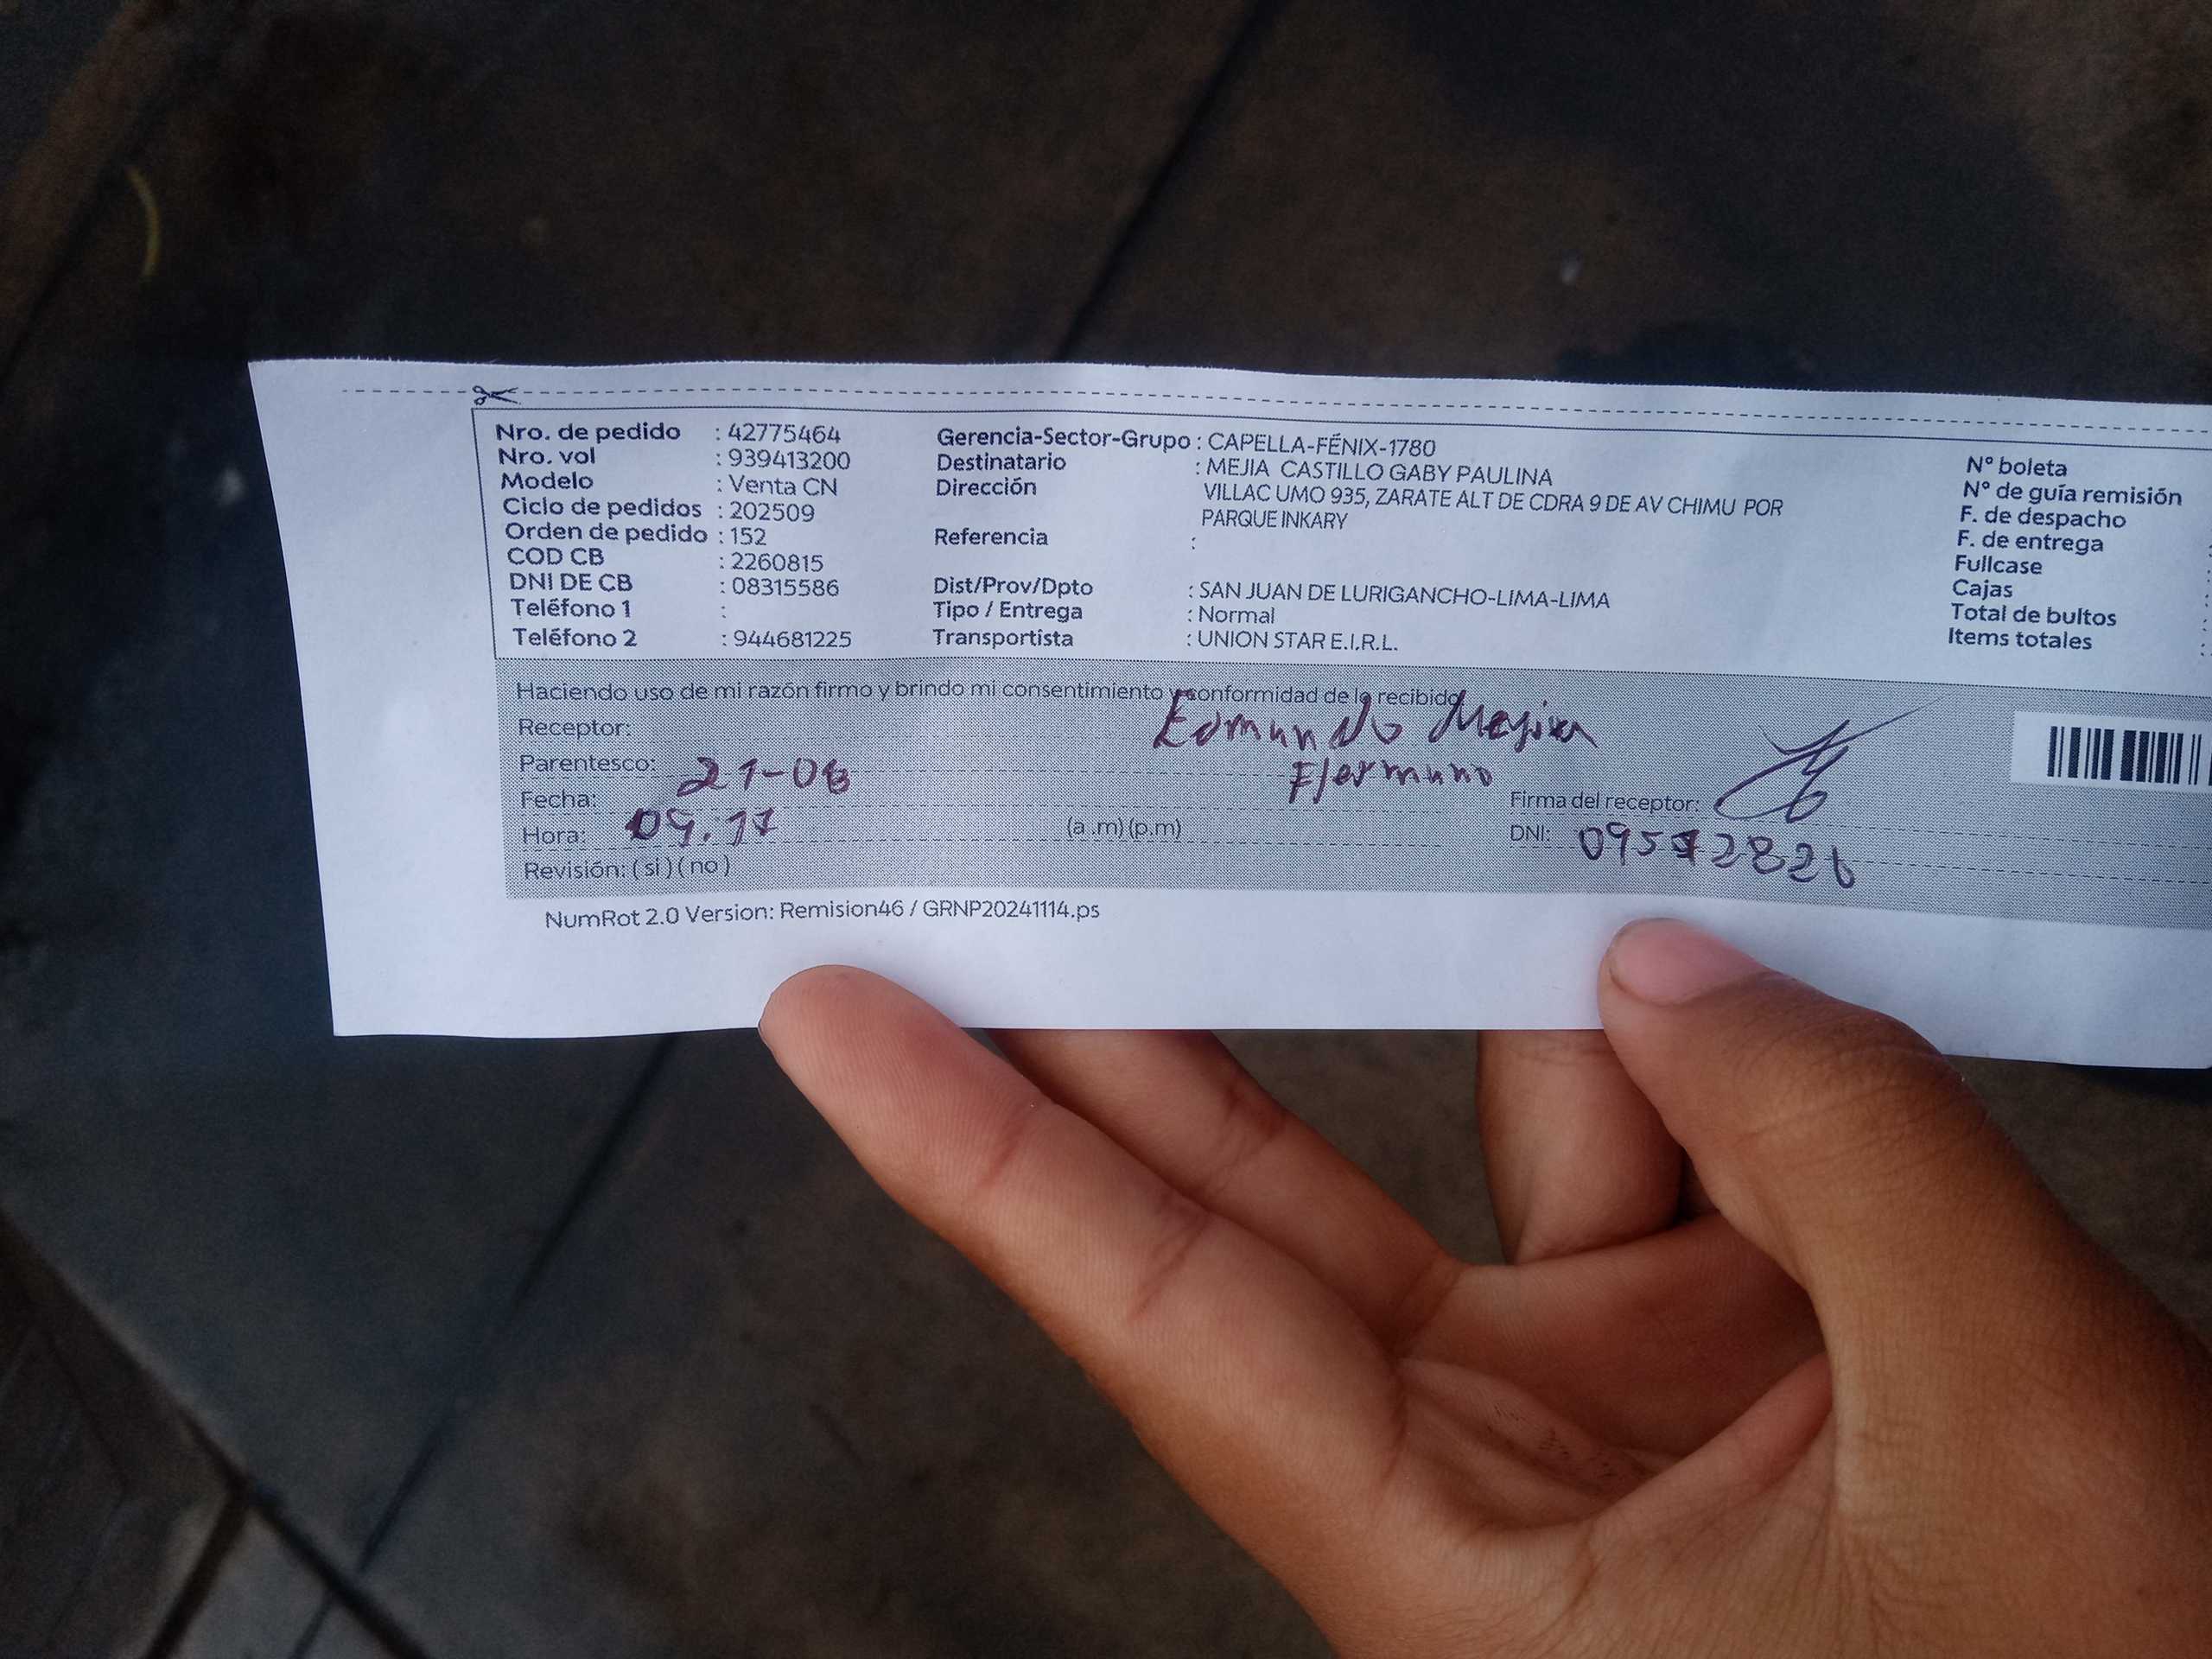 Nro. de pedido : 42775464
Nro. vol : 939413200
Modelo : Venta CN
Ciclo de pedidos : 202509
Orden de pedido : 152
COD CB : 2260815
DNI DE CB : 08315586
Teléfono 1 :
Teléfono 2 : 944681225
Gerencia-Sector-Grupo : CAPELLA-FÉNIX-1780
Destinatario : MEJIA CASTILLO GABY PAULINA
Dirección VILLAC UMO 935, ZARATE ALT DE CDRA 9 DE AV CHIMU POR
PARQUE INKARY
Referencia :
Dist/Prov/Dpto : SAN JUAN DE LURIGANCHO-LIMA-LIMA
Tipo / Entrega : Normal
Transportista : UNION STAR E.I.R.L.
N° boleta
N° de guía remisión
F. de despacho
F. de entrega
Fullcase
Cajas
Total de bultos
Items totales
Haciendo uso de mi razón firmo y brindo mi consentimiento y conformidad de lo recibido
Receptor: Edmundo Mejia
Parentesco: Hermano
Fecha: 21-06
Hora: 09:17 (a .m) (p.m)
Revisión: ( si ) ( no )
Firma del receptor:
DNI:
NumRot 2.0 Version: Remision46 / GRNP20241114.ps